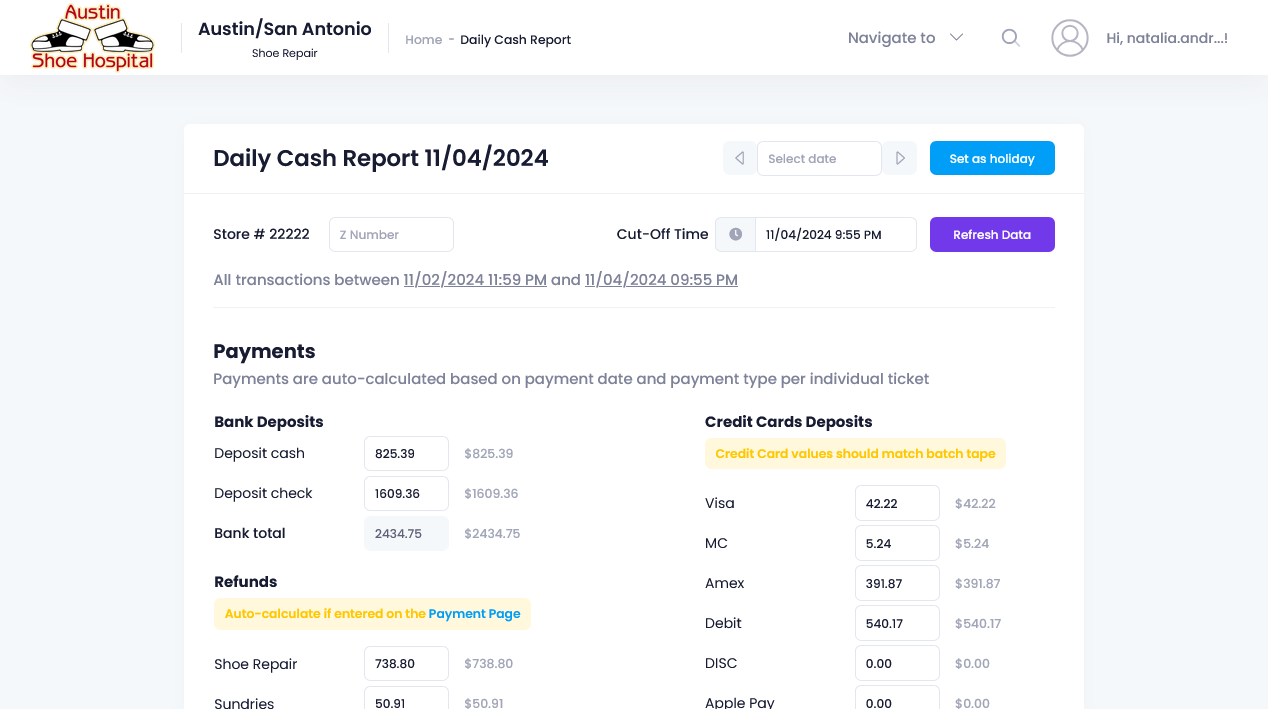 Austin
Shoe Hospital
Austin/San Antonio
Shoe Repair
Home - Daily Cash Report
Navigate to
Hi, natalia.andr...!
Daily Cash Report 11/04/2024
Select date
Set as holiday
Store # 22222
Z Number
Cut-Off Time
11/04/2024 9:55 PM
Refresh Data
All transactions between 11/02/2024 11:59 PM and 11/04/2024 09:55 PM
Payments
Payments are auto-calculated based on payment date and payment type per individual ticket
Bank Deposits
Deposit cash 825.39 $825.39
Deposit check 1609.36 $1609.36
Bank total 2434.75 $2434.75
Refunds
Auto-calculate if entered on the Payment Page
Shoe Repair 738.80 $738.80
Sundries 50.91 $50.91
Credit Cards Deposits
Credit Card values should match batch tape
Visa 42.22 $42.22
MC 5.24 $5.24
Amex 391.87 $391.87
Debit 540.17 $540.17
DISC 0.00 $0.00
Apple Pay 0.00 $0.00